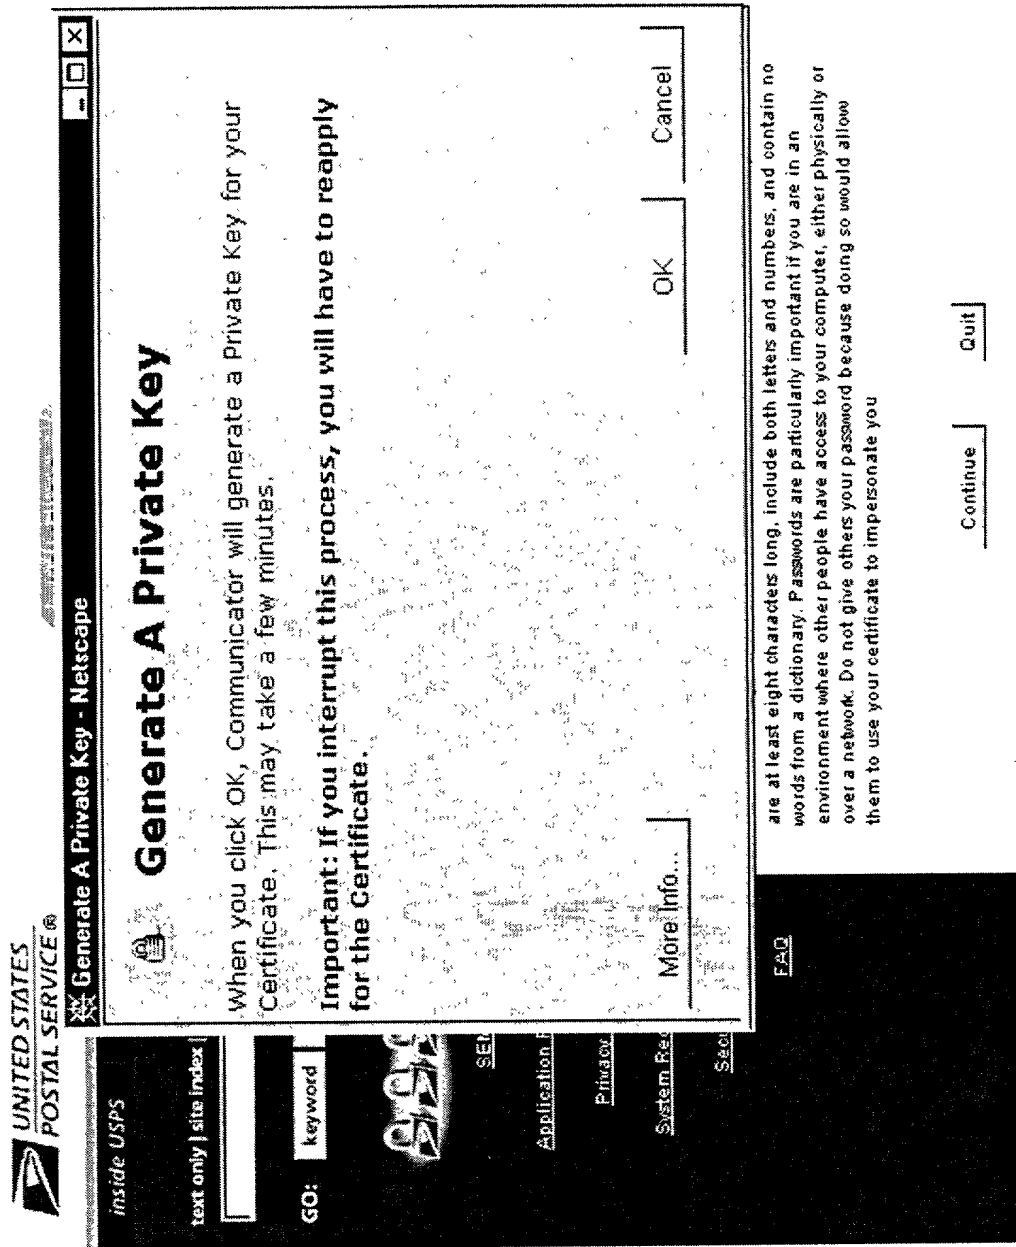 UNITED STATES
POSTAL SERVICE ®
Generate A Private Key - Netscape
inside USPS
text only | site index |
GO: keyword
Generate A Private Key
When you click OK, Communicator will generate a Private Key for your
Certificate. This may take a few minutes.
Important: If you interrupt this process, you will have to reapply
for the Certificate.
More Info...
OK
Cancel
Application
Privacy
System
FAQ
are at least eight characters long, include both letters and numbers, and contain no
words from a dictionary. Passwords are particularly important if you are in an
environment where other people have access to your computer, either physically or
over a network. Do not give others your password because doing so would allow
them to use your certificate to impersonate you
Continue
Quit